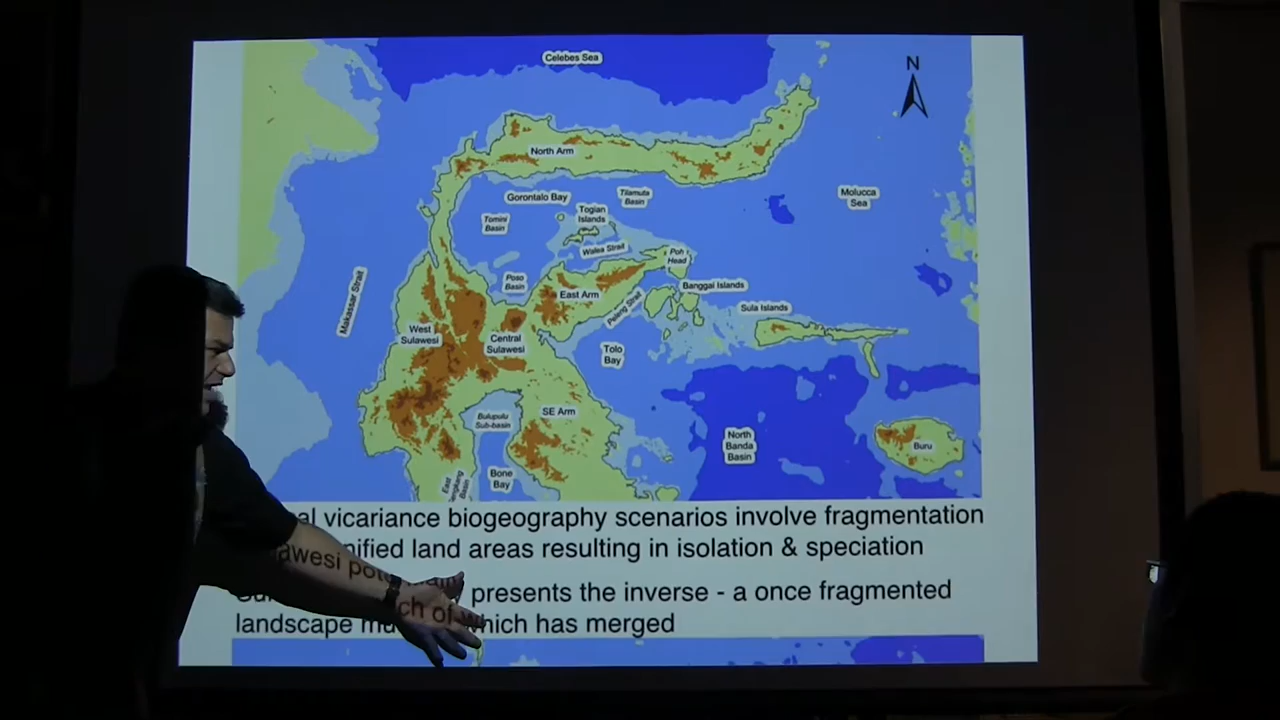 Celebes Sea
N
North Arm
Gorontalo Bay
Tilamuta
Basin
Molucca
Sea
Togian
Islands
Tomini
Basin
Walea Strait
Poh
Head
Poso
Basin
Banggai Islands
East Arm
Makassar Strait
Peleng Strait
Sula Islands
West
Sulawesi
Central
Sulawesi
Tolo
Bay
SE Arm
Bulupulu
Sub-basin
North
Banda
Basin
Buru
Bone
Bay
East
Basin
vicariance biogeography scenarios involve fragmentation
land areas resulting in isolation & speciation
presents the inverse - a once fragmented
landscape which has merged